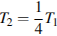 T₂ = 1/4 T₁